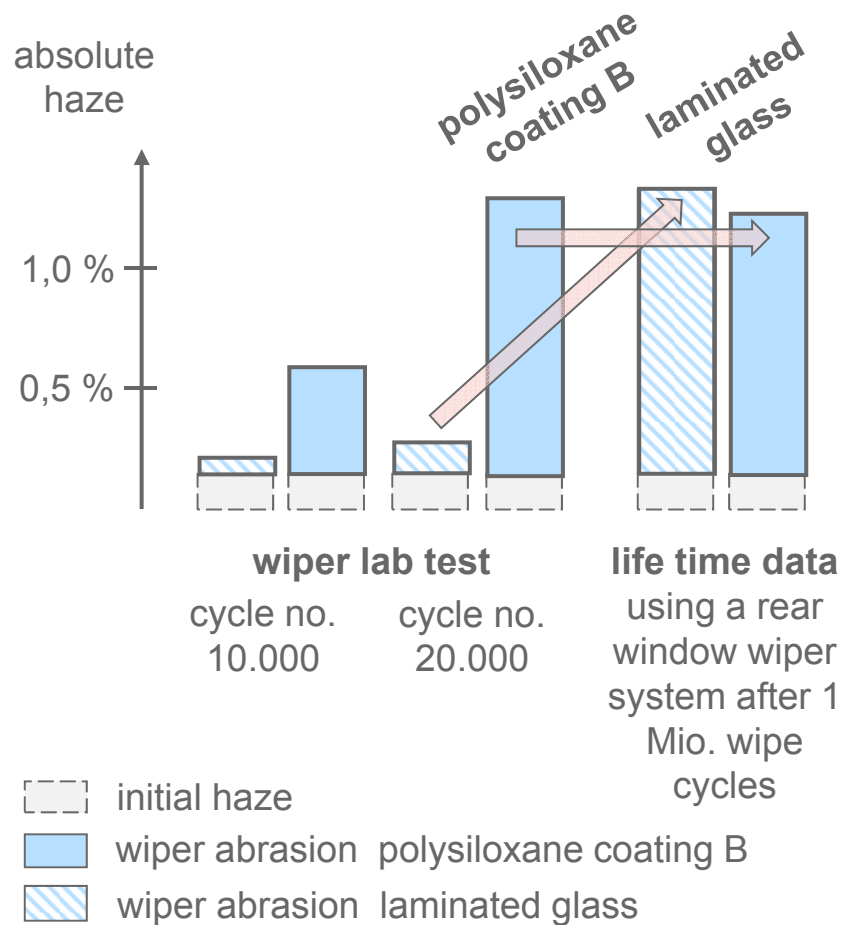 absolute
haze
polysiloxane
coating B
laminated
glass
1,0 %
0,5 %
wiper lab test
cycle no.
10.000
cycle no.
20.000
life time data
using a rear
window wiper
system after 1
Mio. wipe
cycles
initial haze
wiper abrasion polysiloxane coating B
wiper abrasion laminated glass